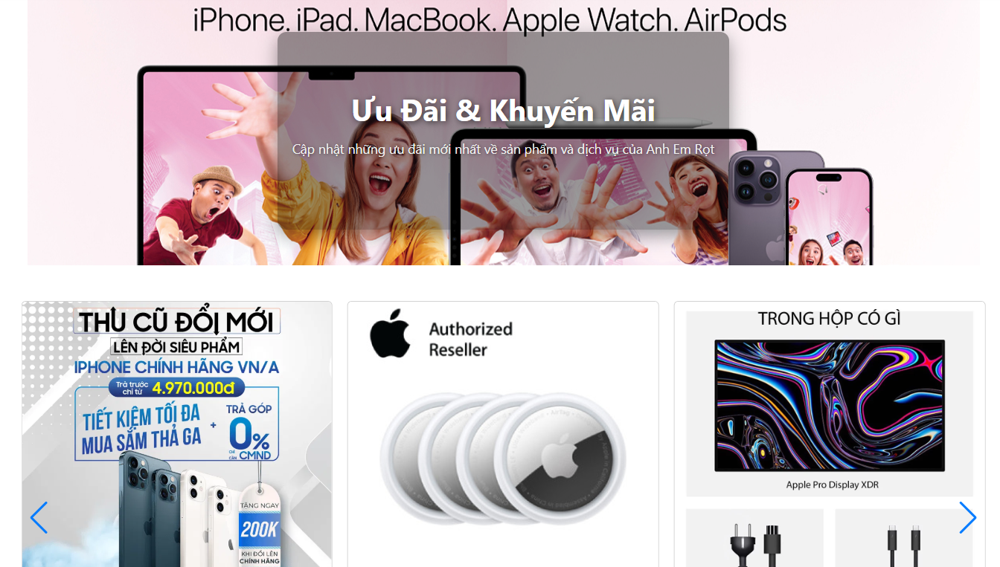 iPhone. iPad. MacBook. Apple Watch. AirPods
Ưu Đãi & Khuyến Mãi
Cập nhật những ưu đãi mới nhất về sản phẩm và dịch vụ của Anh Em Rọt
THU CŨ ĐỔI MỚI
LÊN ĐỜI SIÊU PHẨM
IPHONE CHÍNH HÃNG VN/A
Trả trước chỉ từ 4.970.000đ
TIẾT KIỆM TỐI ĐA
MUA SẮM THẢ GA
+
TRẢ GÓP
0%
CHỈ CẦN CMND
TẶNG NGAY
200K
KHI ĐỔI LÊN
CHÍNH HÃNG
Authorized
Reseller
TRONG HỘP CÓ GÌ
Apple Pro Display XDR